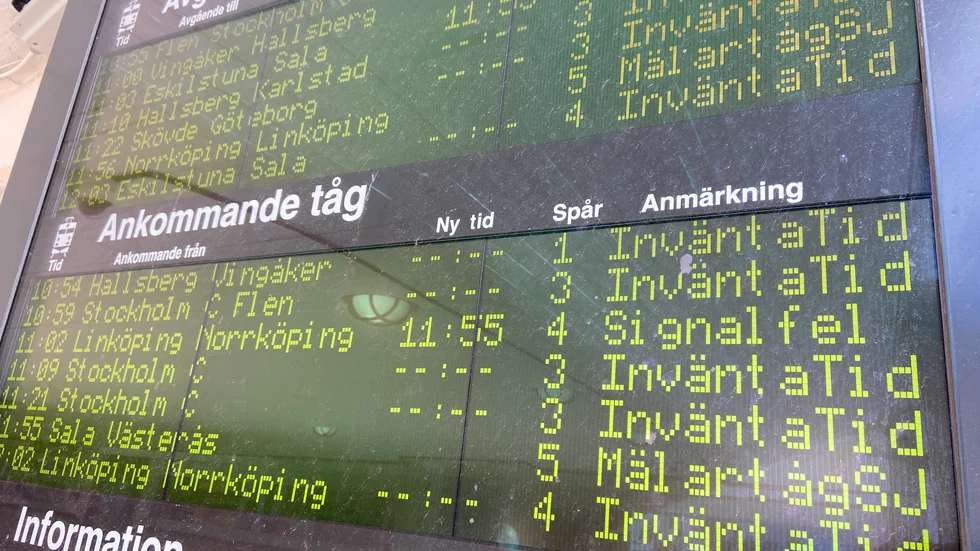 Avgående till
Tid
Flen Stockholm
11:00 Vingåker Hallsberg
11:03 Eskilstuna Sala
11:10 Hallsberg Karlstad --:-- 3
11:22 Skövde Göteborg --:-- 3 InväntaTid
11:56 Norrköping Linköping 5 MälartågSJ
12:03 Eskilstuna Sala --:-- 4 InväntaTid
Ankommande tåg Ny tid Spår Anmärkning
Tid Ankommande från
10:54 Hallsberg Vingåker --:-- 1 InväntaTid
10:59 Stockholm C Flen --:-- 3 InväntaTid
11:02 Linköping Norrköping 11:55 4 Signalfel
11:09 Stockholm C --:-- 3 InväntaTid
11:21 Stockholm C --:-- 3 InväntaTid
11:55 Sala Västerås 5 MälartågSJ
12:02 Linköping Norrköping --:-- 4 InväntaTid
Information